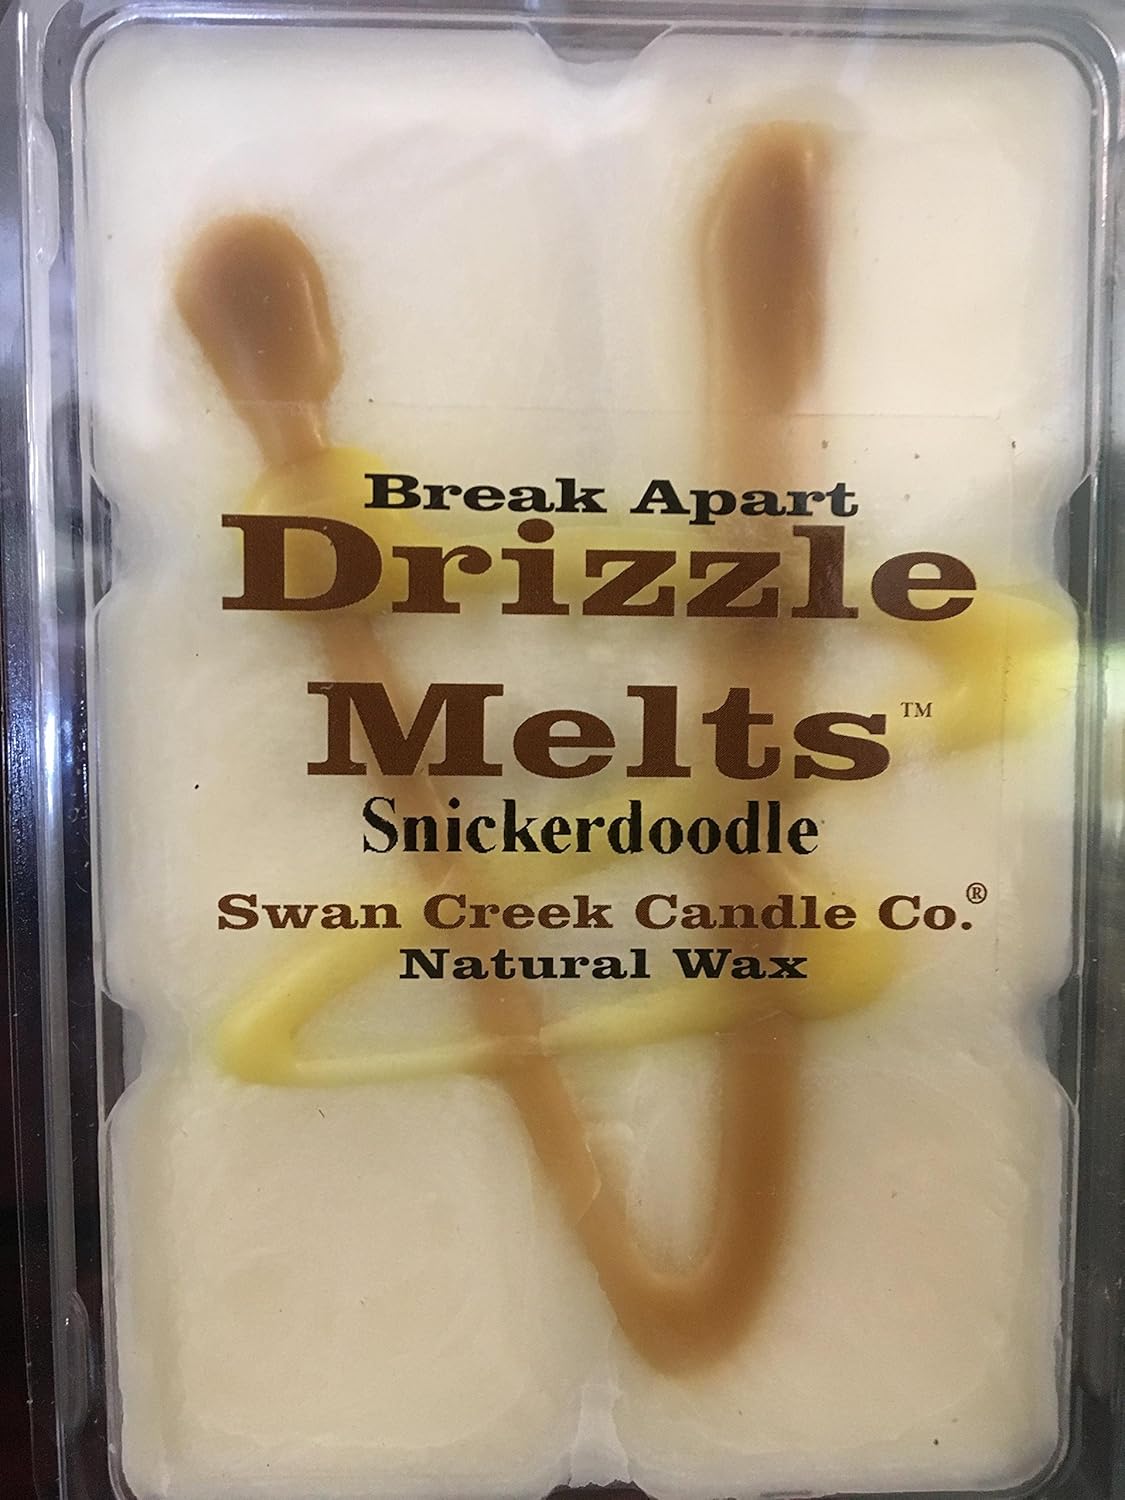 Break Apart
Drizzle
Melts™
Snickerdoodle
Swan Creek Candle Co.®
Natural Wax